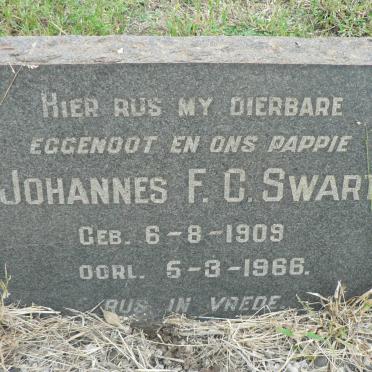 HIER RUS MY DIERBARE
EGGENOOT EN ONS PAPPIE
JOHANNES F. C. SWART
GEB. 6-8-1909
OORL. 5-3-1966.
RUS IN VREDE